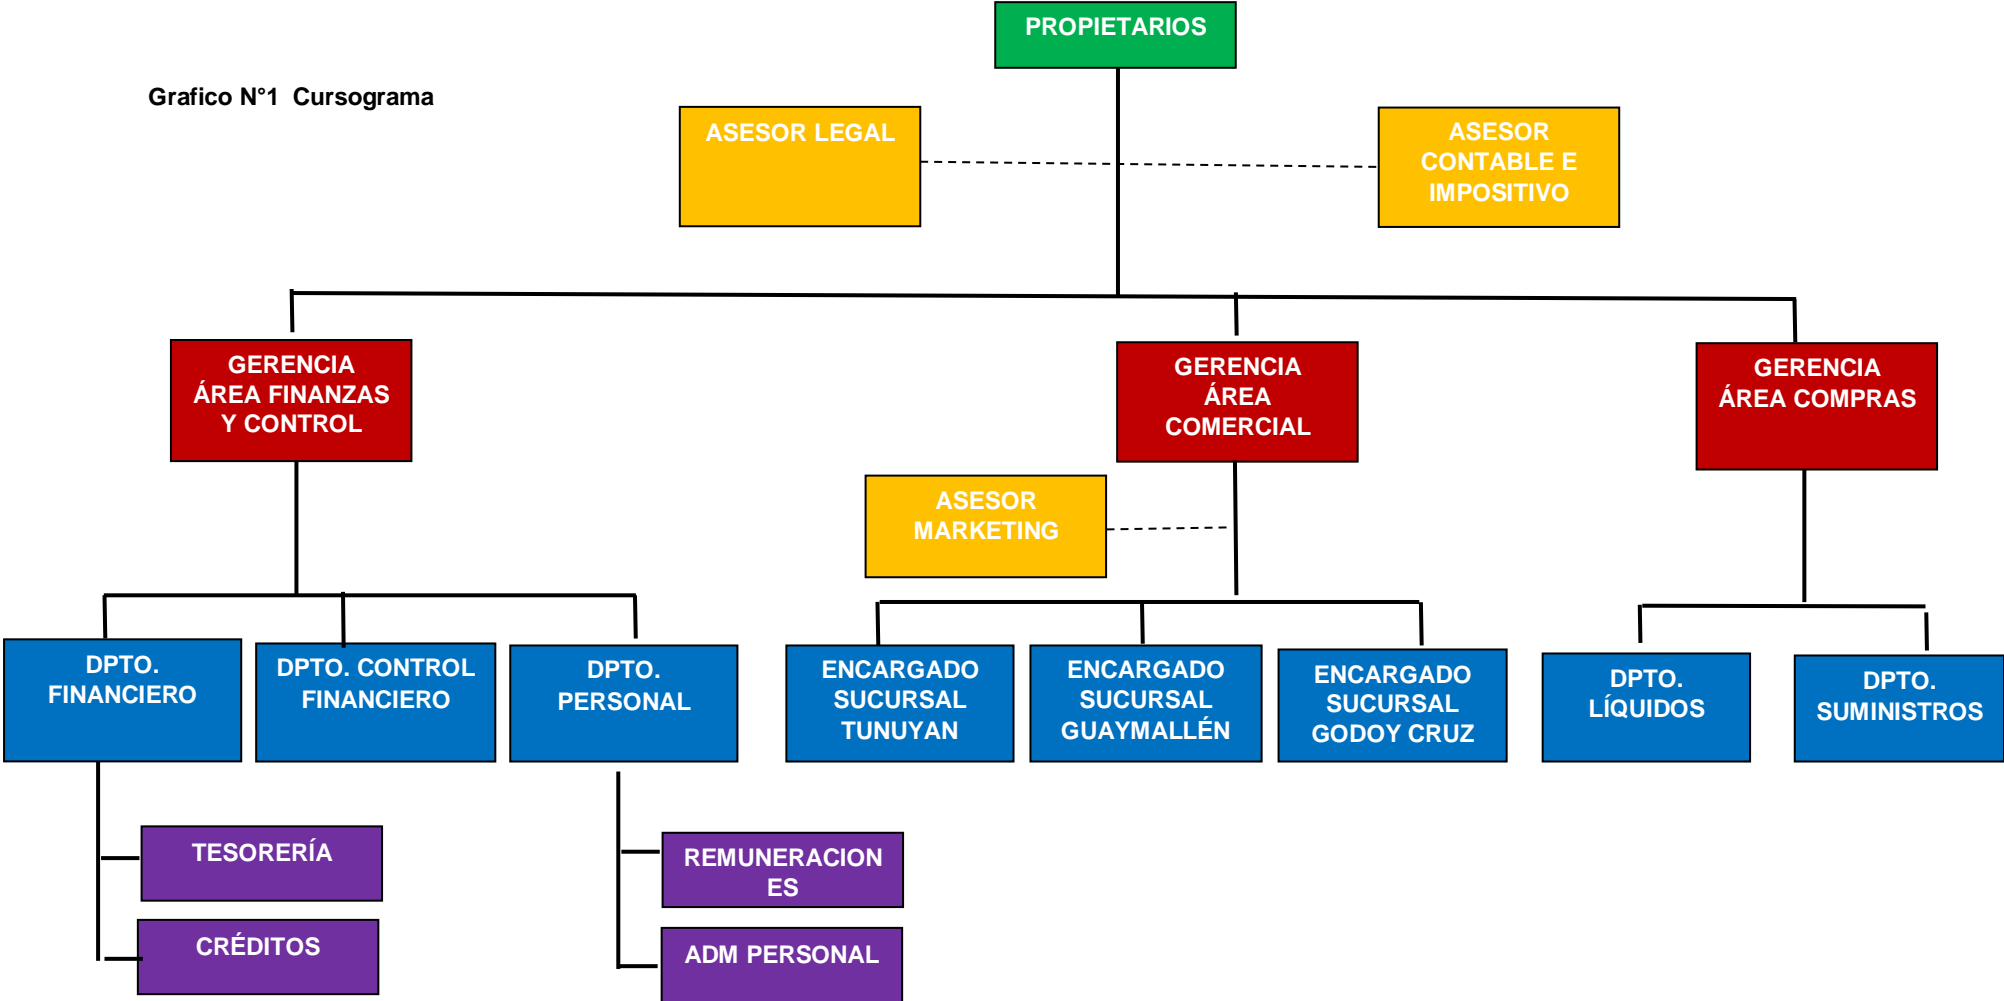 PROPIETARIOS
Grafico N°1 Cursograma
ASESOR LEGAL
ASESOR
CONTABLE E
IMPOSITIVO
GERENCIA
ÁREA FINANZAS
Y CONTROL
GERENCIA
ÁREA
COMERCIAL
GERENCIA
ÁREA COMPRAS
ASESOR
MARKETING
DPTO.
FINANCIERO
DPTO. CONTROL
FINANCIERO
DPTO.
PERSONAL
ENCARGADO
SUCURSAL
TUNUYAN
ENCARGADO
SUCURSAL
GUAYMALLÉN
ENCARGADO
SUCURSAL
GODOY CRUZ
DPTO.
LÍQUIDOS
DPTO.
SUMINISTROS
TESORERÍA
REMUNERACION
ES
CRÉDITOS
ADM PERSONAL